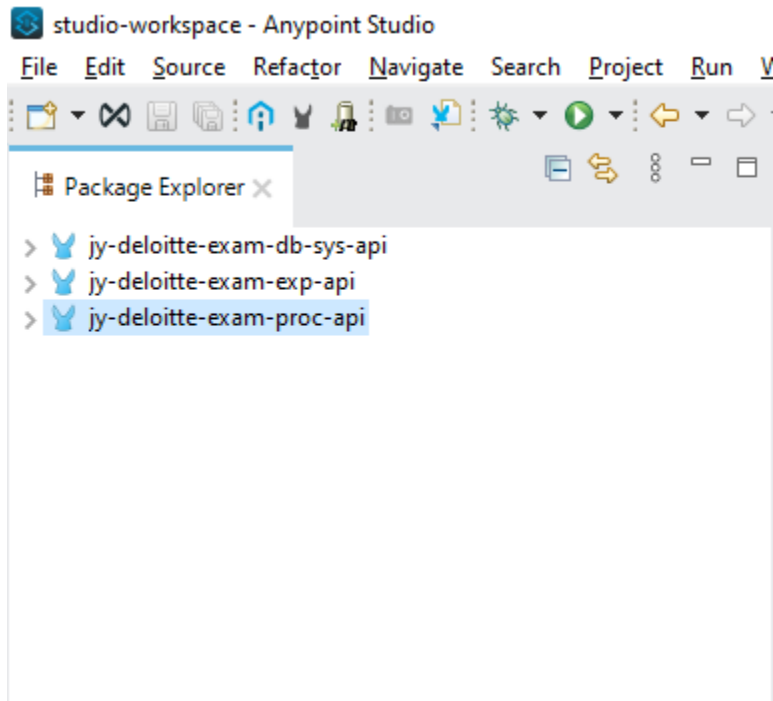 studio-workspace - Anypoint Studio
File Edit Source Refactor Navigate Search Project Run
Package Explorer
jy-deloitte-exam-db-sys-api
jy-deloitte-exam-exp-api
jy-deloitte-exam-proc-api